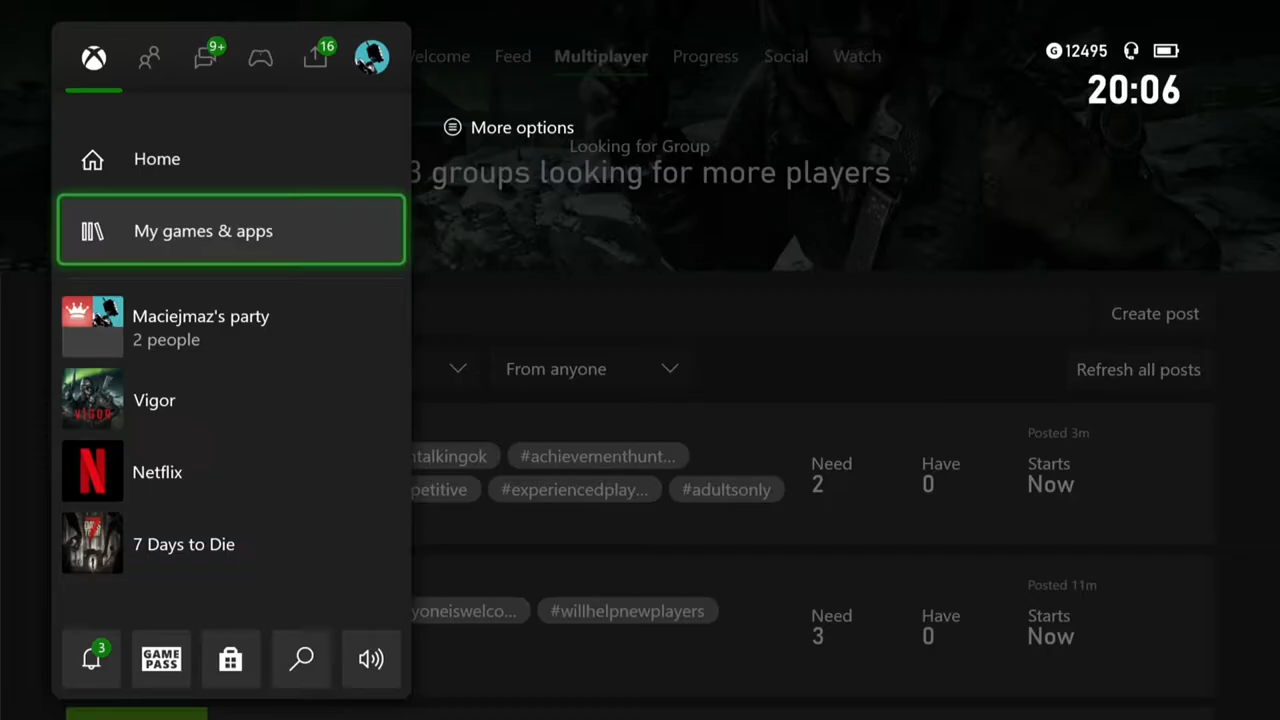 9+
16
Welcome Feed Multiplayer Progress Social Watch
G 12495
20:06
Home
My games & apps
More options
Looking for Group
3 groups looking for more players
Maciejmaz's party
2 people
Vigor
VIGOR
Netflix
N
7 Days to Die
3
GAME
PASS
Create post
From anyone
Refresh all posts
Posted 3m
ntalkingok #achievementhunt...
petitive #experiencedplay... #adultsonly
Need
2
Have
0
Starts
Now
Posted 11m
yoneiswelco... #willhelpnewplayers
Need
3
Have
0
Starts
Now